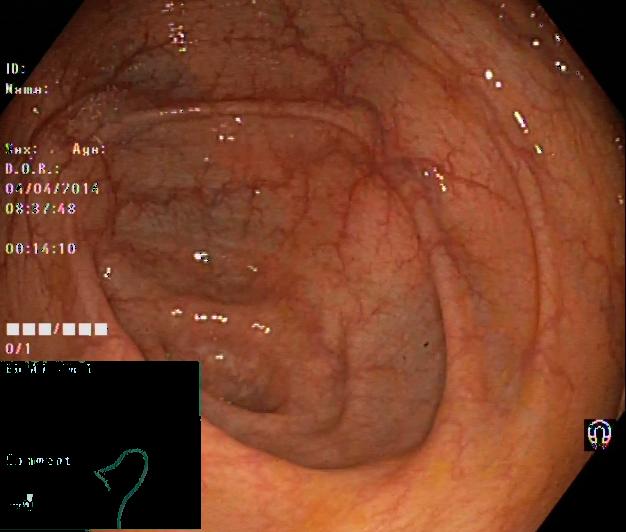 ID:
Name:
Sex: Age:
D.O.B.:
04/04/2014
08:37:48
00:14:10
■■■/■■■
0/1
Comment